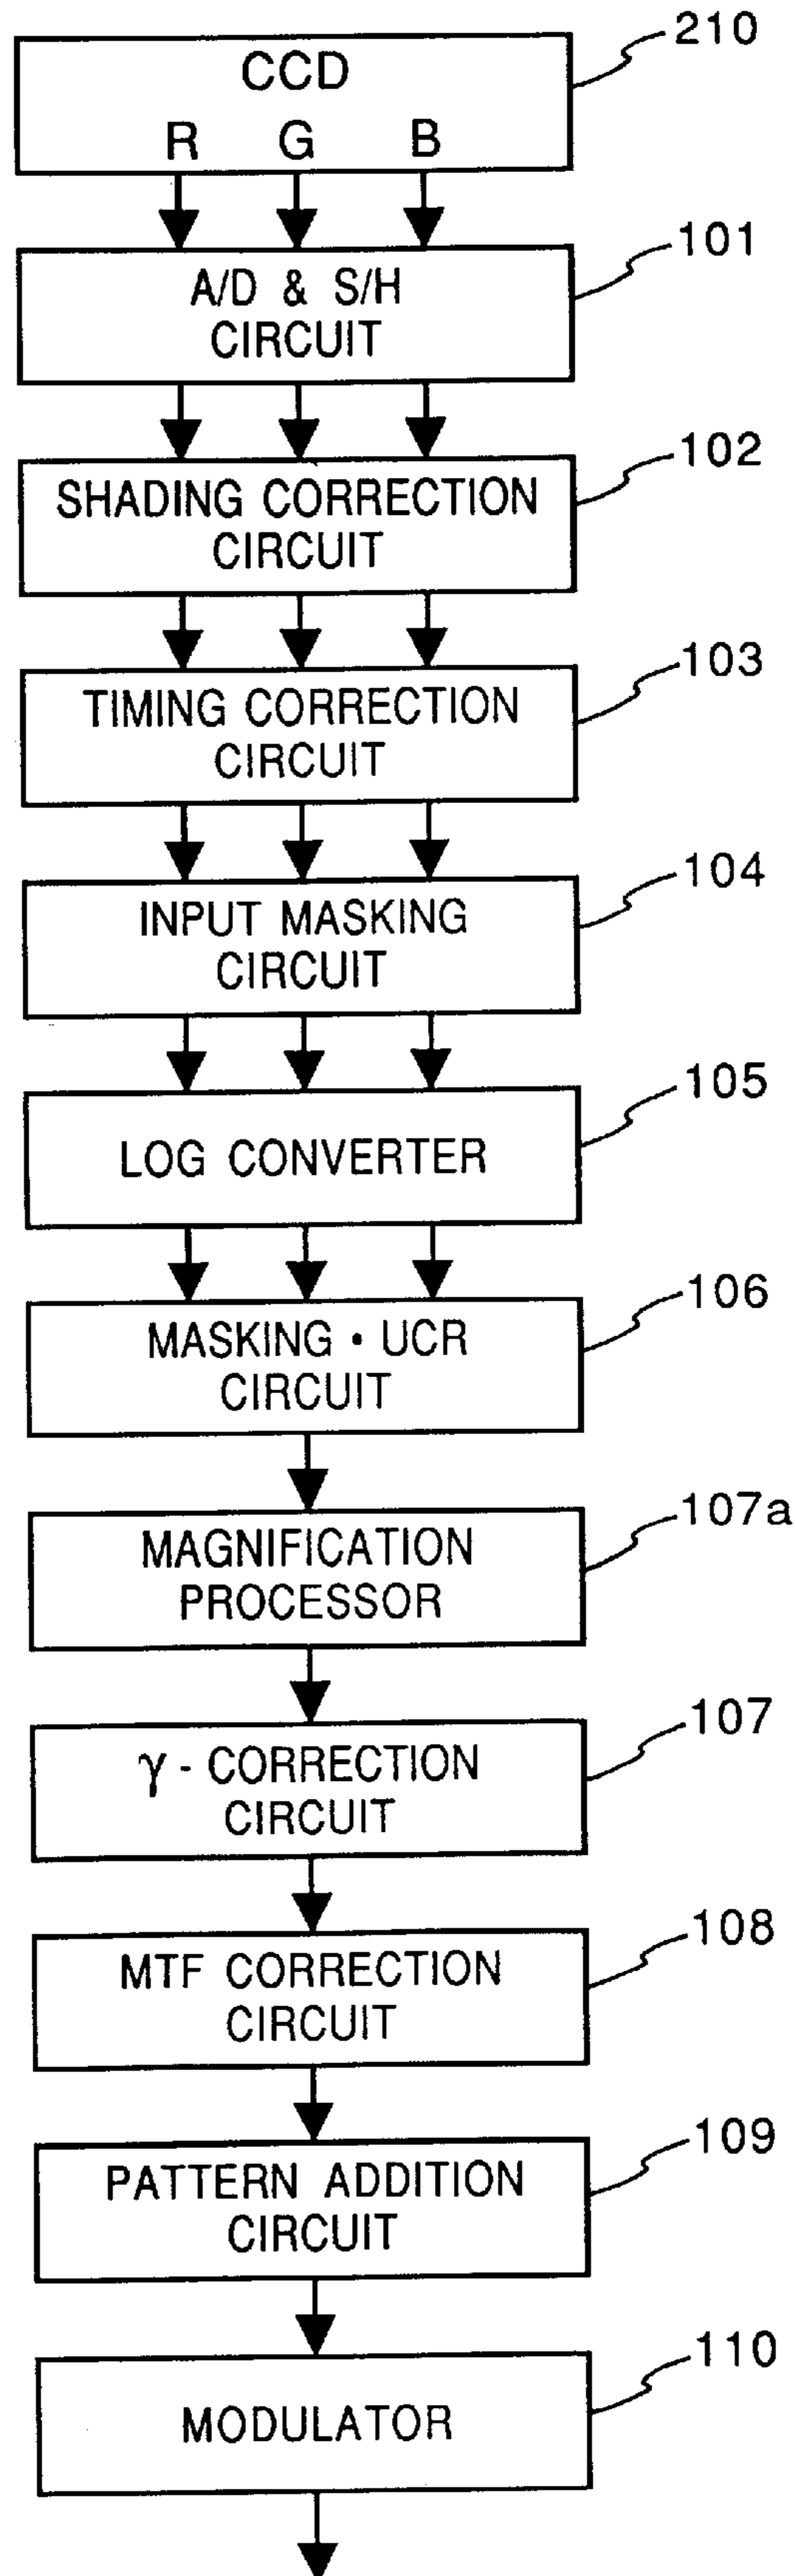 210
CCD
R G B
101
A/D & S/H
CIRCUIT
102
SHADING CORRECTION
CIRCUIT
103
TIMING CORRECTION
CIRCUIT
104
INPUT MASKING
CIRCUIT
105
LOG CONVERTER
106
MASKING • UCR
CIRCUIT
107a
MAGNIFICATION
PROCESSOR
107
γ - CORRECTION
CIRCUIT
108
MTF CORRECTION
CIRCUIT
109
PATTERN ADDITION
CIRCUIT
110
MODULATOR